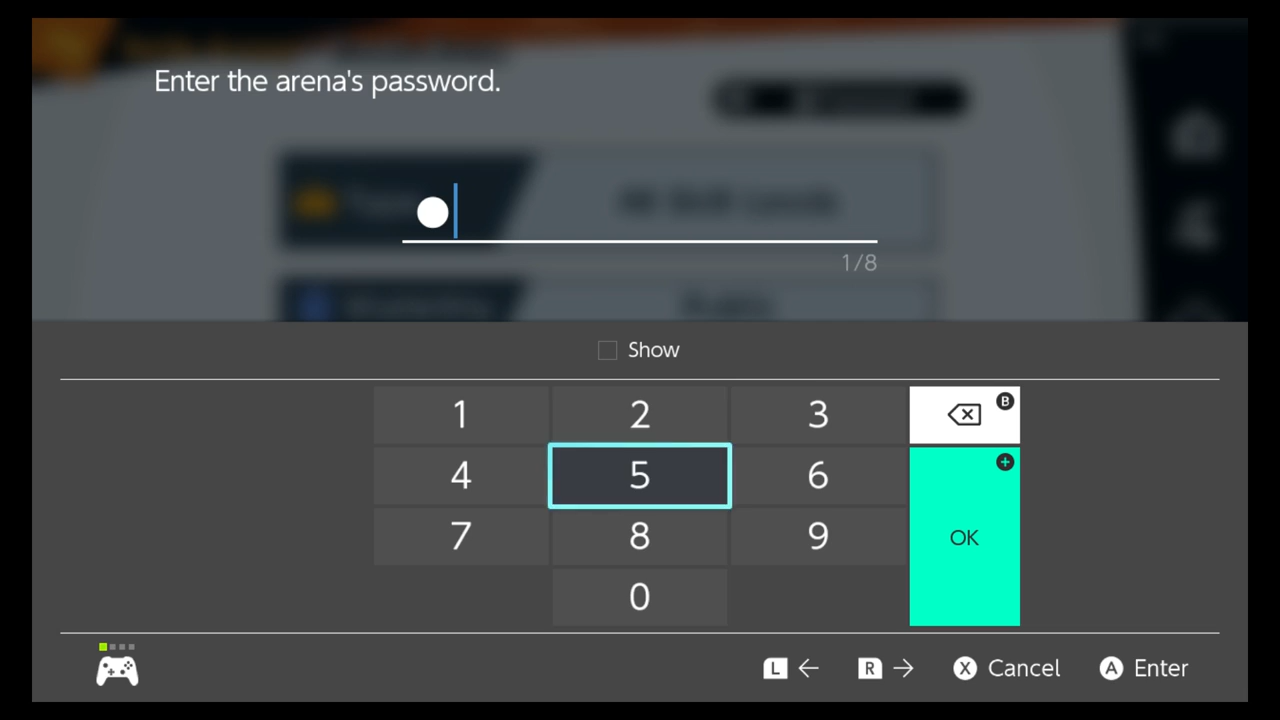 Enter the arena's password.
1/8
Show
1 2 3 B
4 5 6 +
7 8 9 OK
0
L ← R → X Cancel A Enter